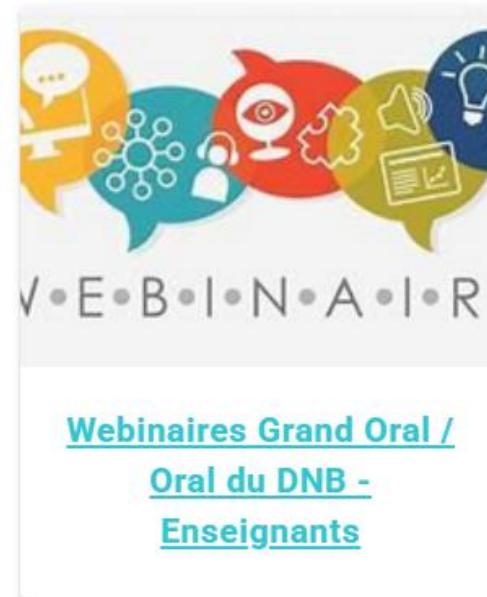 W•E•B•I•N•A•I•R
Webinaires Grand Oral /
Oral du DNB -
Enseignants